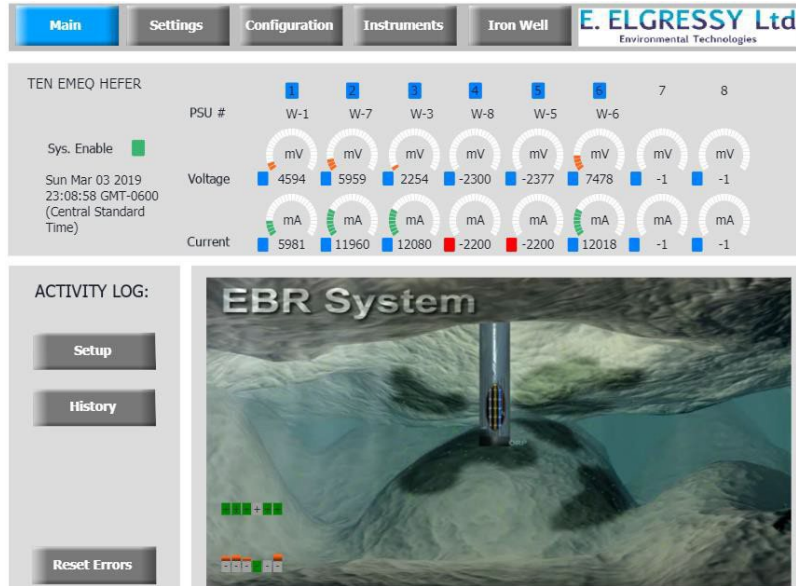 Main Settings Configuration Instruments Iron Well E. ELGRESSY Ltd
Environmental Technologies
TEN EMEQ HEFER
1 2 3 4 5 6 7 8
PSU # W-1 W-7 W-3 W-8 W-5 W-6
Sys. Enable
mV mV mV mV mV mV mV mV
Voltage 4594 5959 2254 -2300 -2377 7478 -1 -1
Sun Mar 03 2019
23:08:58 GMT-0600
(Central Standard
Time)
mA mA mA mA mA mA mA mA
Current 5981 11960 12080 -2200 -2200 12018 -1 -1
ACTIVITY LOG:
Setup
History
Reset Errors
EBR System